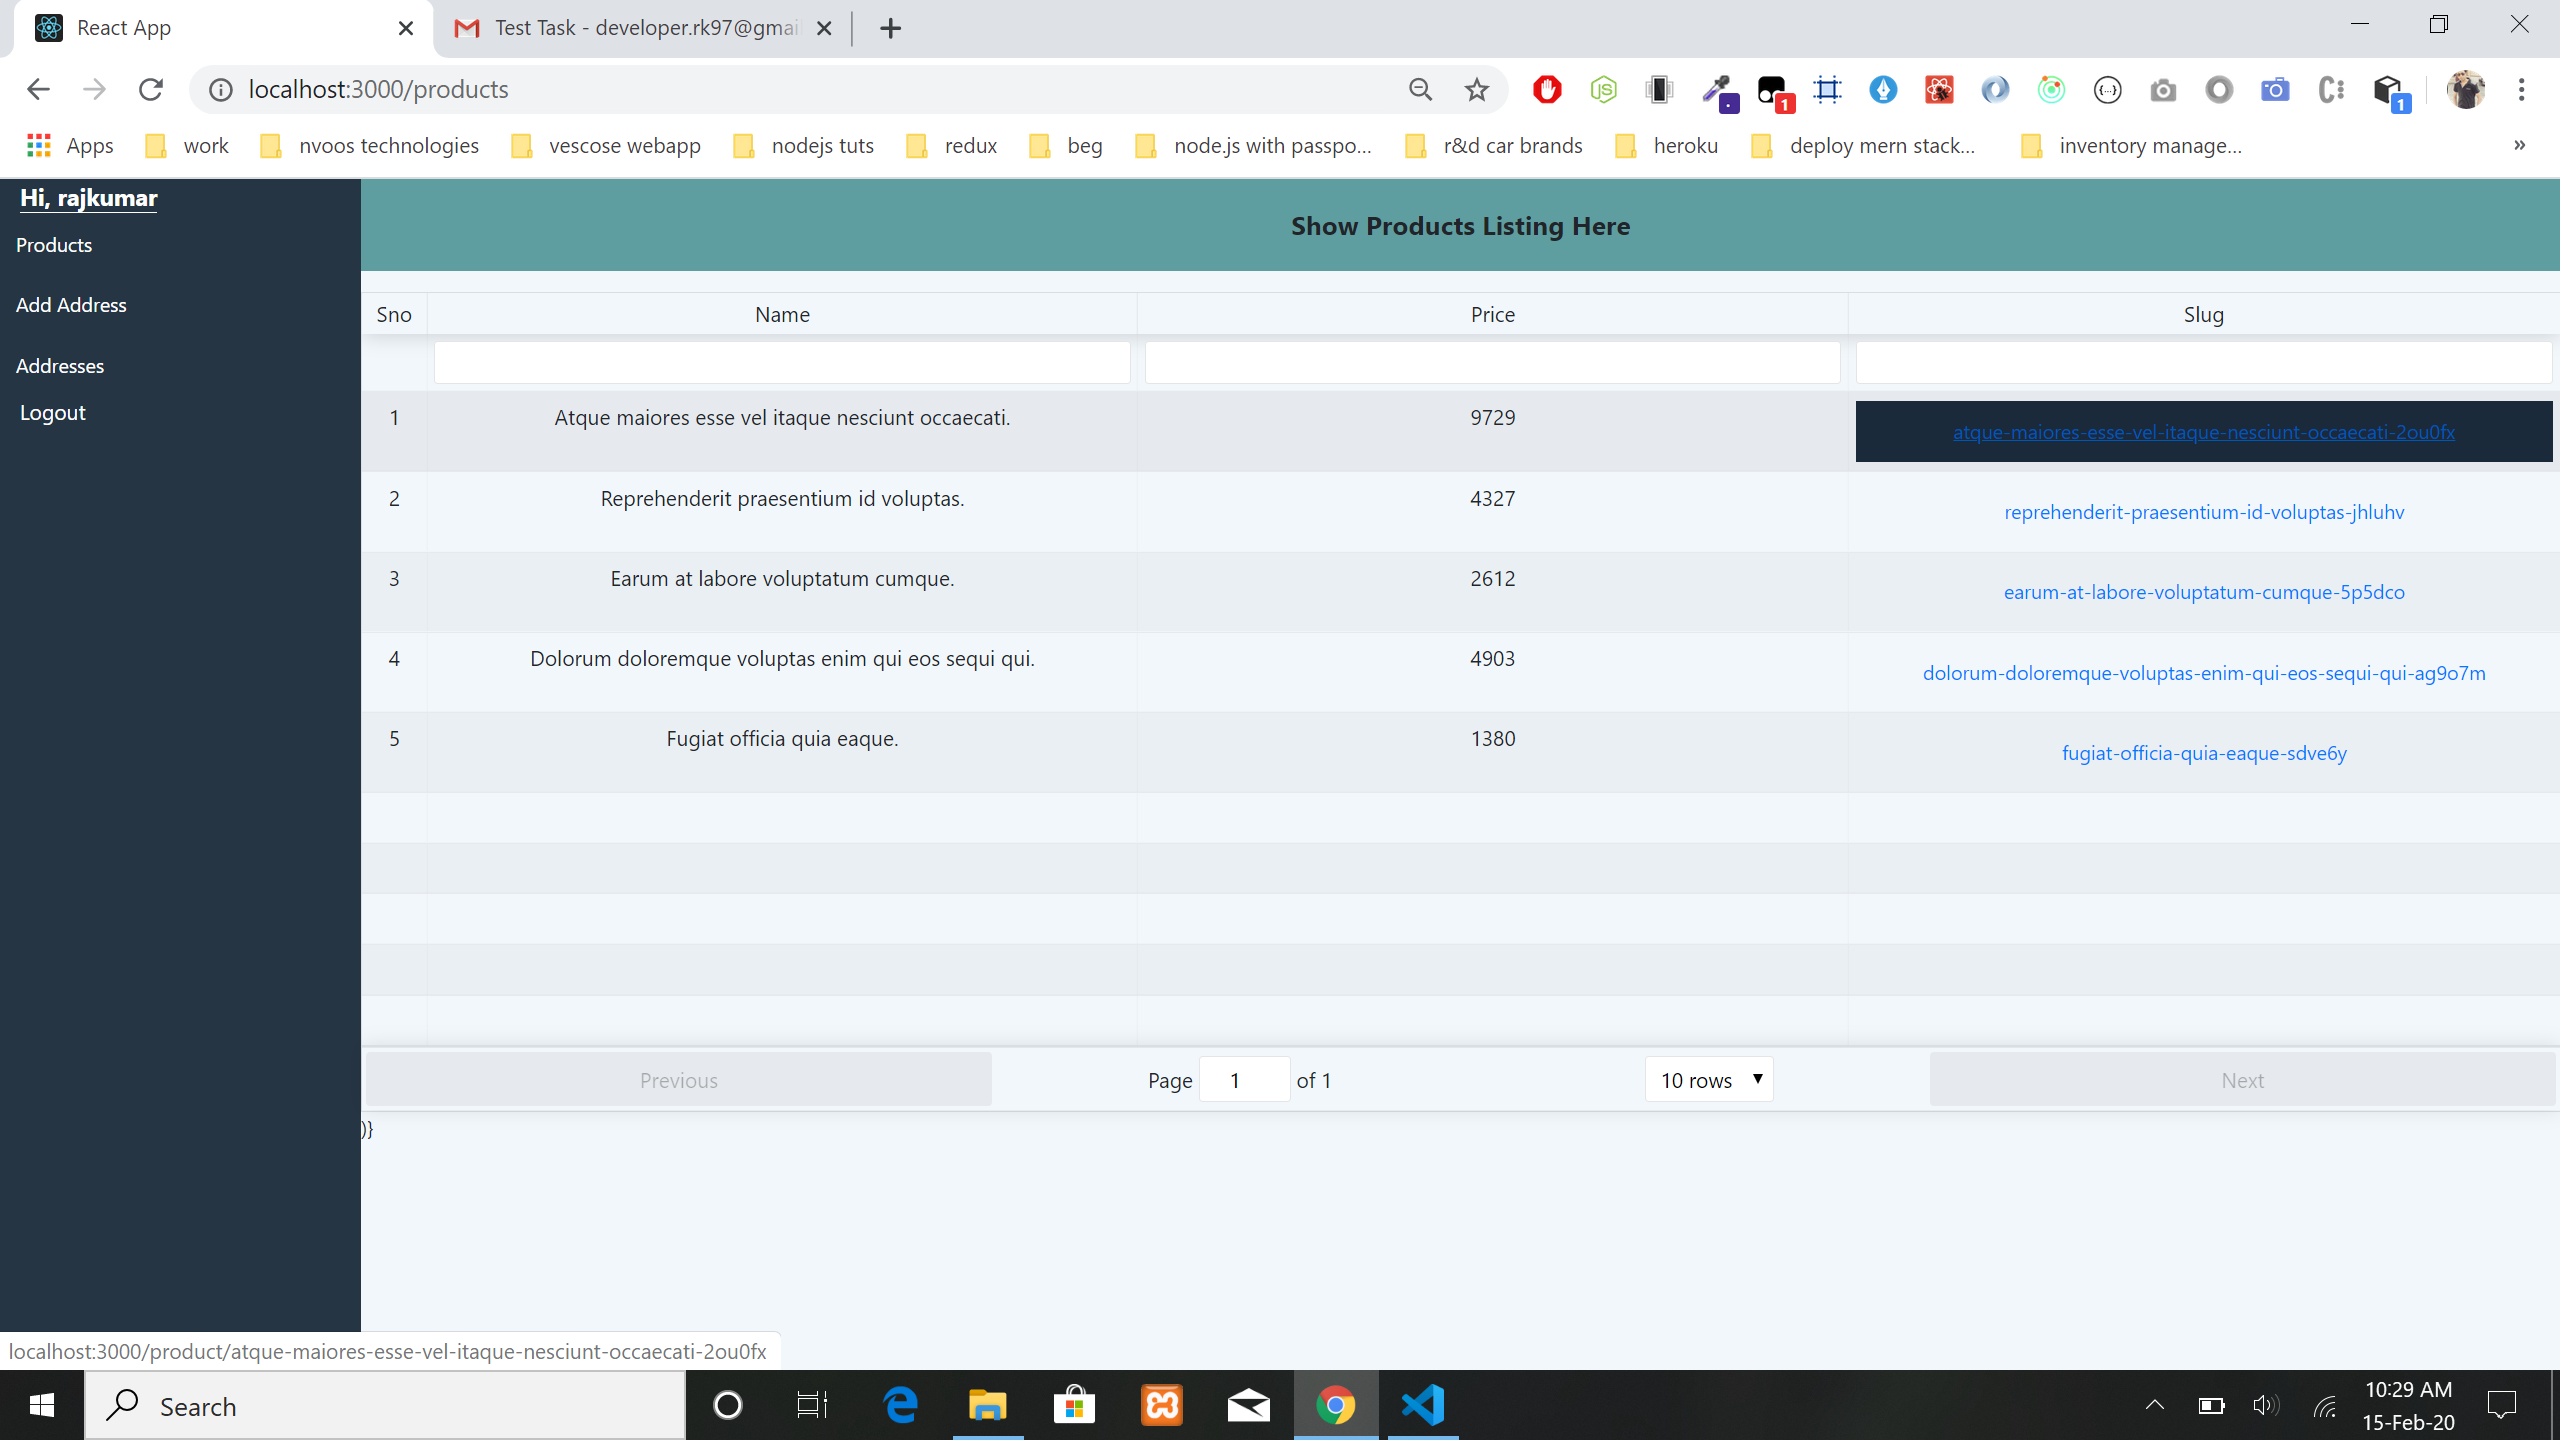 React App
Test Task - developer.rk97@gmai
localhost:3000/products
1
1
Apps
work
nvoos technologies
vescose webapp
nodejs tuts
redux
beg
node.js with passpo...
r&d car brands
heroku
deploy mern stack...
inventory manage...
»
Hi, rajkumar
Products
Add Address
Addresses
Logout
Show Products Listing Here
Sno Name Price Slug
1 Atque maiores esse vel itaque nesciunt occaecati. 9729 atque-maiores-esse-vel-itaque-nesciunt-occaecati-2ou0fx
2 Reprehenderit praesentium id voluptas. 4327 reprehenderit-praesentium-id-voluptas-jhluhv
3 Earum at labore voluptatum cumque. 2612 earum-at-labore-voluptatum-cumque-5p5dco
4 Dolorum doloremque voluptas enim qui eos sequi qui. 4903 dolorum-doloremque-voluptas-enim-qui-eos-sequi-qui-ag9o7m
5 Fugiat officia quia eaque. 1380 fugiat-officia-quia-eaque-sdve6y
Previous Page 1 of 1 10 rows Next
)}
localhost:3000/product/atque-maiores-esse-vel-itaque-nesciunt-occaecati-2ou0fx
Search
10:29 AM
15-Feb-20